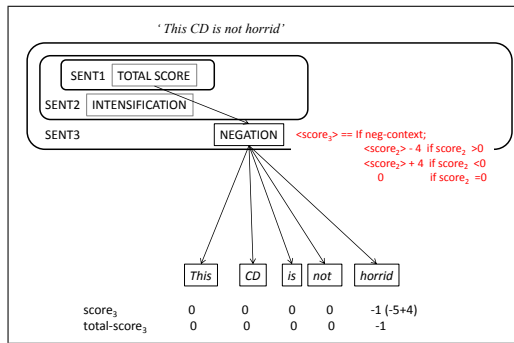 ‘ This CD is not horrid’
SENT1 TOTAL SCORE
SENT2 INTENSIFICATION
SENT3 NEGATION <score₃> == If neg-context;
<score₂> - 4 if score₂ >0
<score₂> + 4 if score₂ <0
0 if score₂ =0
This CD is not horrid
score₃ 0 0 0 0 -1 (-5+4)
total-score₃ 0 0 0 0 -1